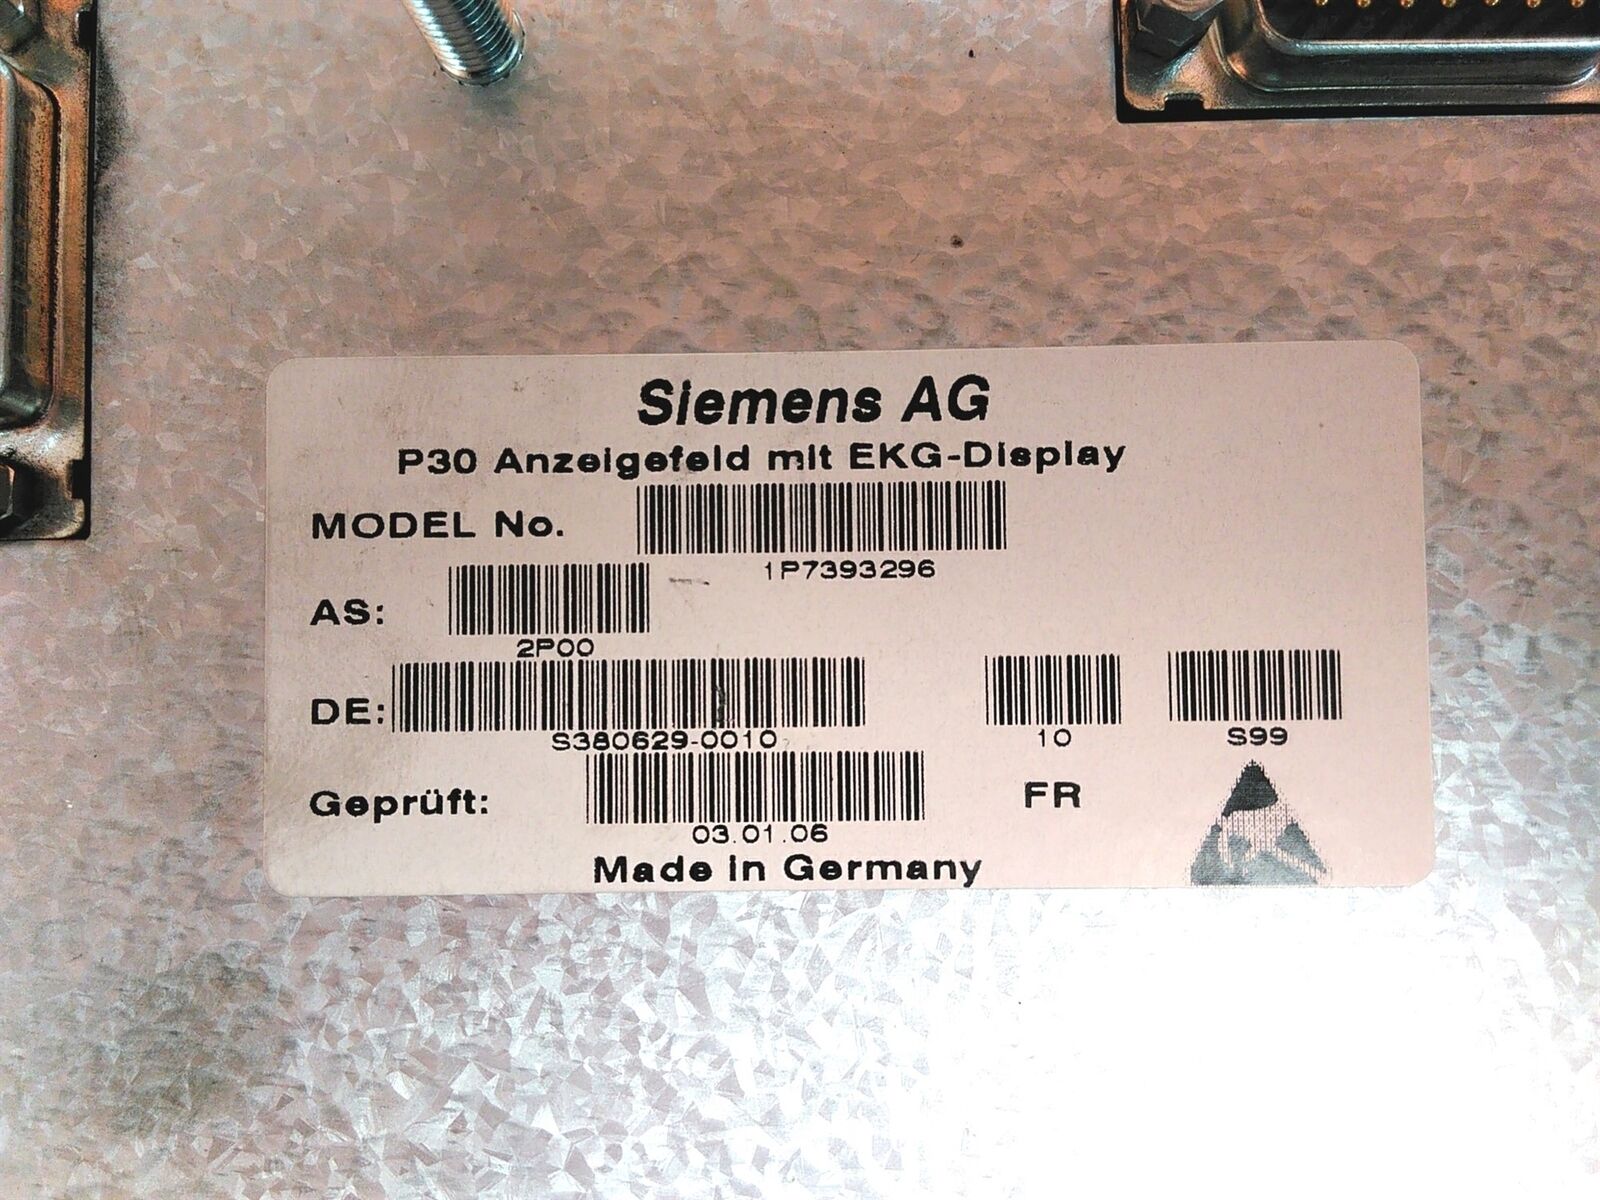 Siemens AG
P30 Anzeigefeld mit EKG-Display
MODEL No.
1P7393296
AS:
2P00
DE:
S380629-0010
10
S99
Geprüft:
03.01.06
FR
Made in Germany